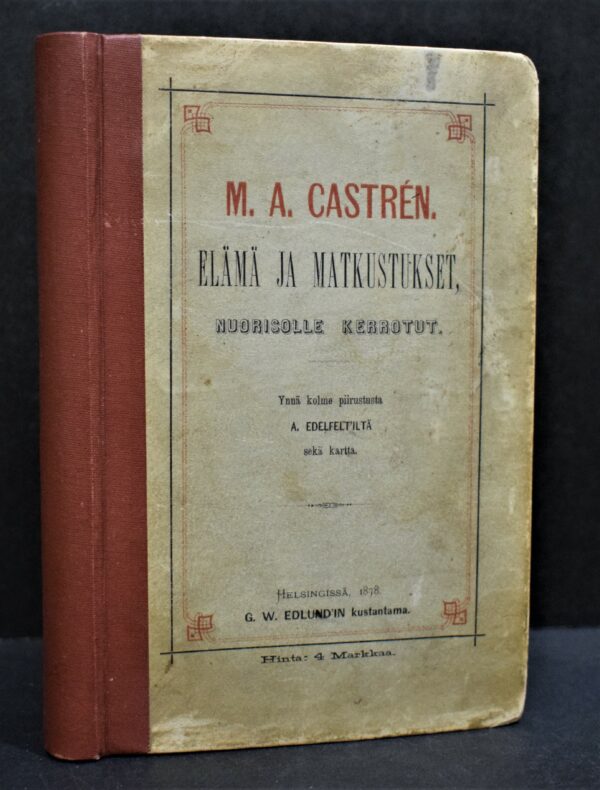 M. A. CASTRÉN.
ELÄMÄ JA MATKUSTUKSET,
NUORISOLLE KERROTUT.
Ynnä kolme piirustusta
A. EDELFELT'ILTÄ
sekä kartta.
HELSINGISSÄ, 1878.
G. W. EDLUND'IN kustantama.
Hinta: 4 Markkaa.